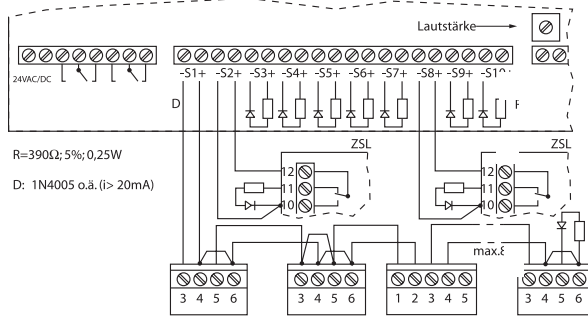 Lautstärke
24VAC/DC
-S1+ -S2+ -S3+ -S4+ -S5+ -S6+ -S7+ -S8+ -S9+
D
R=390Ω; 5%; 0,25W
D: 1N4005 o.ä. (i> 20mA)
ZSL ZSL
12 12
11 11
10 10
3 4 5 6 3 4 5 6 1 2 3 4 5 3 4 5 6